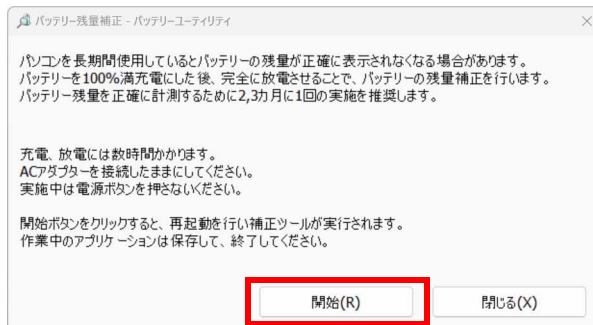 バッテリー残量補正 - バッテリーユーティリティ
パソコンを長期間使用しているとバッテリーの残量が正確に表示されなくなる場合があります。
バッテリーを100%満充電にした後、完全に放電させることで、バッテリーの残量補正を行います。
バッテリー残量を正確に計測するために2,3カ月に1回の実施を推奨します。
充電、放電には数時間かかります。
ACアダプターを接続したままにしてください。
実施中は電源ボタンを押さないください。
開始ボタンをクリックすると、再起動を行い補正ツールが実行されます。
作業中のアプリケーションは保存して、終了してください。
開始(R)
閉じる(X)